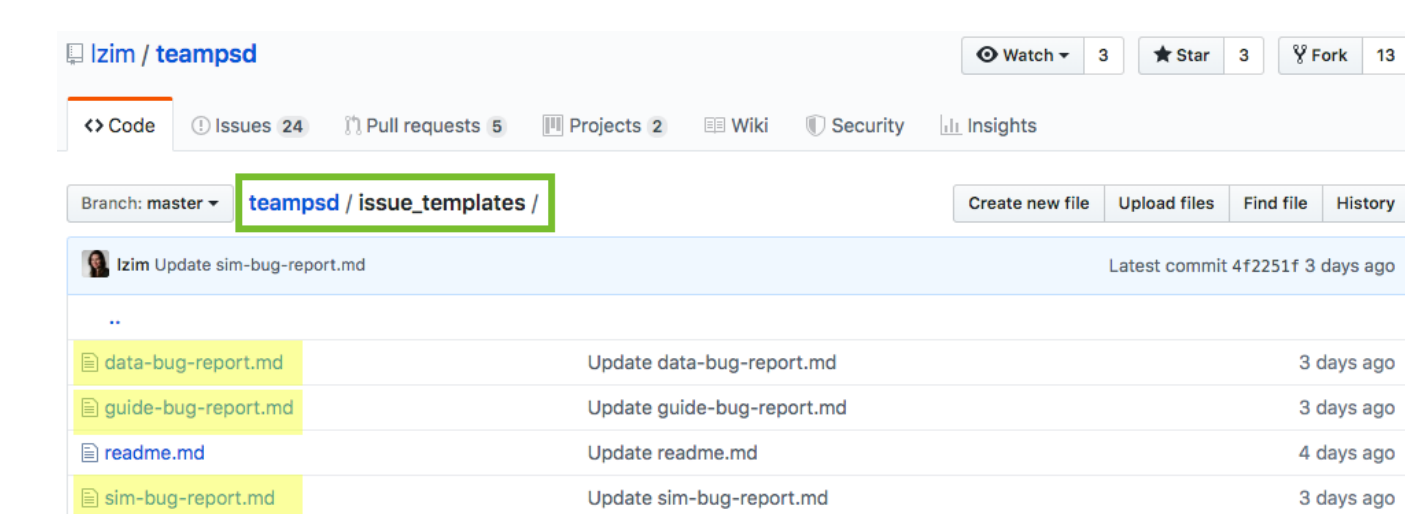 lzim / teampsd
Watch 3 Star 3 Fork 13
Code Issues 24 Pull requests 5 Projects 2 Wiki Security Insights
Branch: master teampsd / issue_templates / Create new file Upload files Find file History
lzim Update sim-bug-report.md Latest commit 4f2251f 3 days ago
..
data-bug-report.md Update data-bug-report.md 3 days ago
guide-bug-report.md Update guide-bug-report.md 3 days ago
readme.md Update readme.md 4 days ago
sim-bug-report.md Update sim-bug-report.md 3 days ago